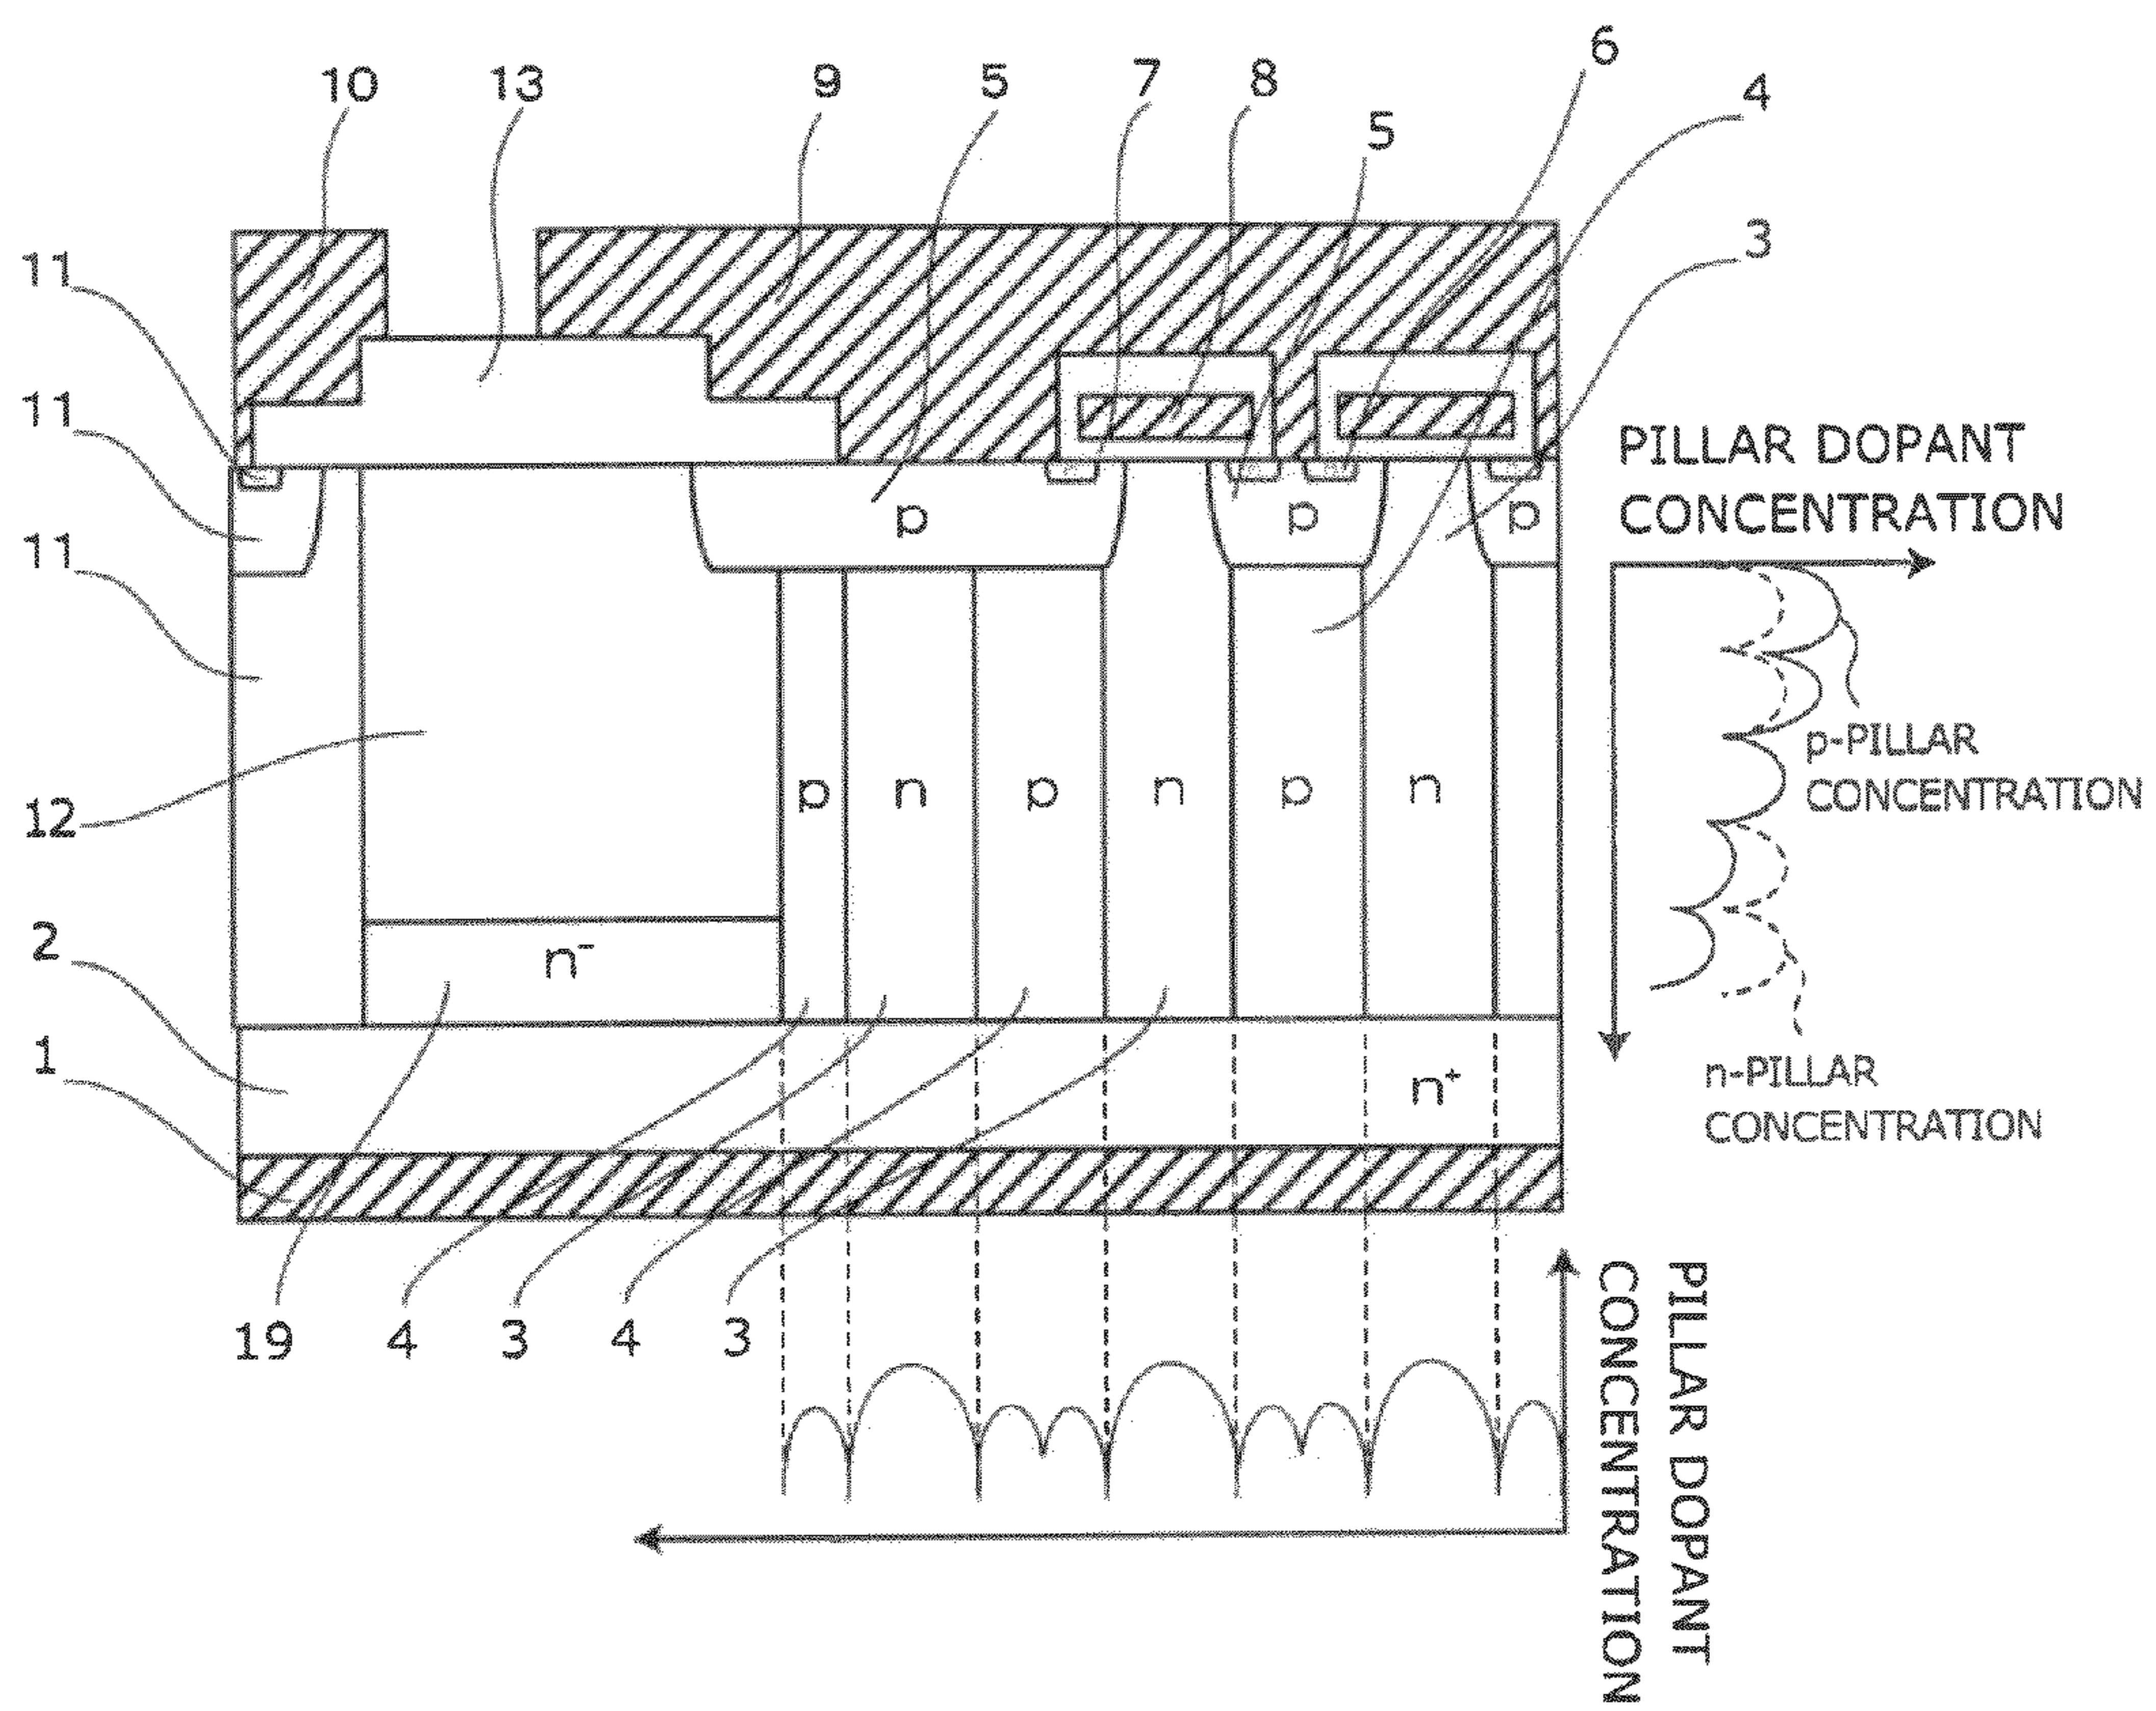 10 13 9 5 7 8 5 6 4
11 3
11
PILLAR DOPANT
CONCENTRATION
p p p
11
p-PILLAR
CONCENTRATION
12
p n p n p n
2
n⁻
1
n⁺
n-PILLAR
CONCENTRATION
19 4 3 4 3
PILLAR DOPANT
CONCENTRATION